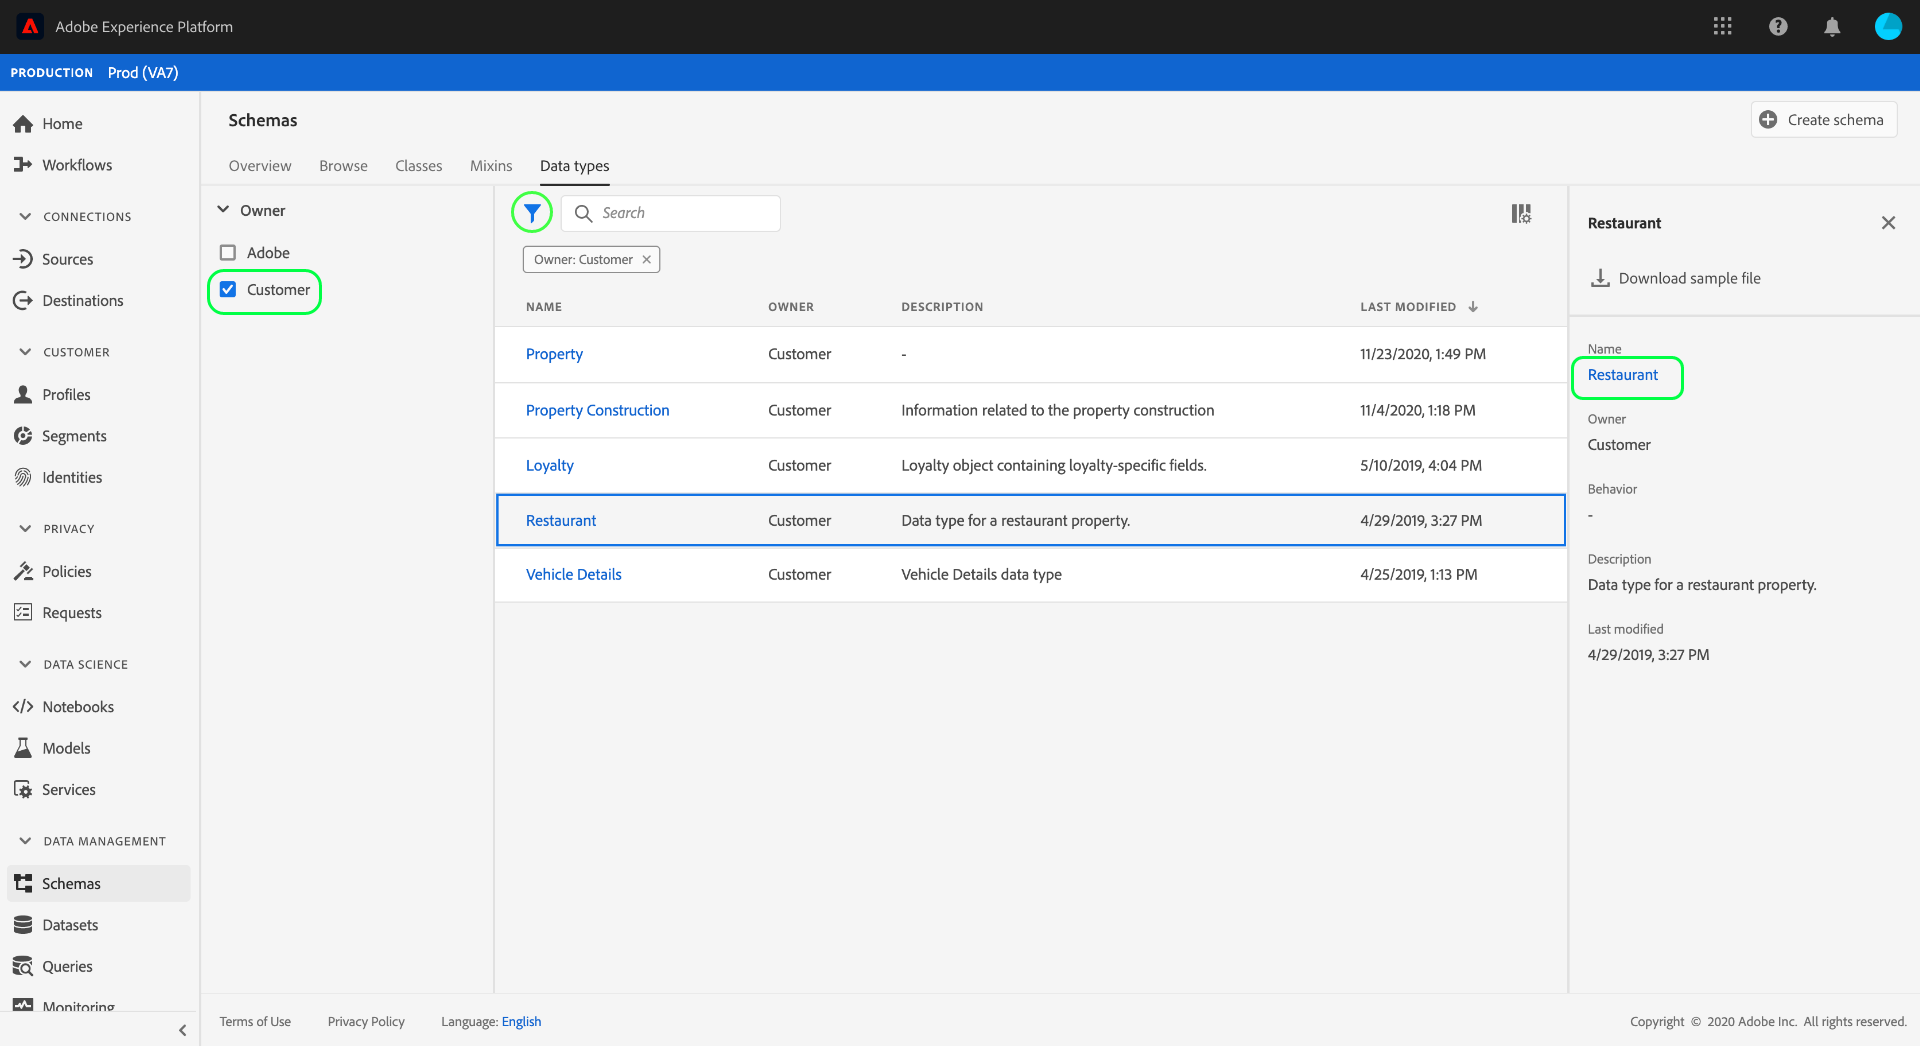 Adobe Experience Platform
PRODUCTION Prod (VA7)
Home
Workflows
CONNECTIONS
Sources
Destinations
CUSTOMER
Profiles
Segments
Identities
PRIVACY
Policies
Requests
DATA SCIENCE
Notebooks
Models
Services
DATA MANAGEMENT
Schemas
Datasets
Queries
Monitoring
Schemas
Create schema
Overview Browse Classes Mixins Data types
Owner
Adobe
Customer
Search
Owner: Customer
NAME OWNER DESCRIPTION LAST MODIFIED
Property Customer - 11/23/2020, 1:49 PM
Property Construction Customer Information related to the property construction 11/4/2020, 1:18 PM
Loyalty Customer Loyalty object containing loyalty-specific fields. 5/10/2019, 4:04 PM
Restaurant Customer Data type for a restaurant property. 4/29/2019, 3:27 PM
Vehicle Details Customer Vehicle Details data type 4/25/2019, 1:13 PM
Restaurant
Download sample file
Name
Restaurant
Owner
Customer
Behavior
-
Description
Data type for a restaurant property.
Last modified
4/29/2019, 3:27 PM
Terms of Use Privacy Policy Language: English
Copyright © 2020 Adobe Inc. All rights reserved.